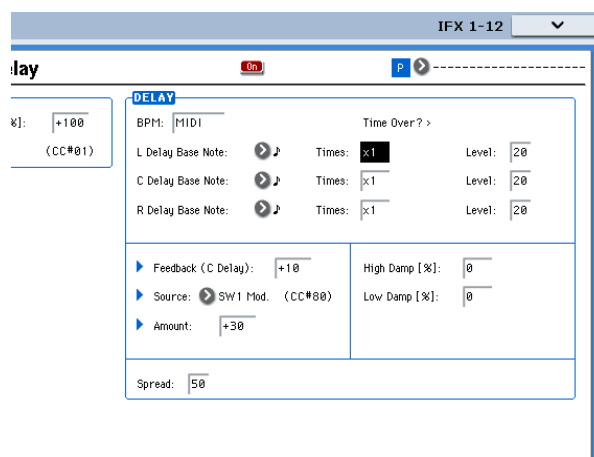 IFX 1-12
lay On P
DELAY
%]: +100 BPM: MIDI Time Over? >
(CC#01) L Delay Base Note: ♪ Times: x1 Level: 20
C Delay Base Note: ♪ Times: x1 Level: 20
R Delay Base Note: ♪ Times: x1 Level: 20
Feedback (C Delay): +10 High Damp [%]: 0
Source: SW1 Mod. (CC#80) Low Damp [%]: 0
Amount: +30
Spread: 50